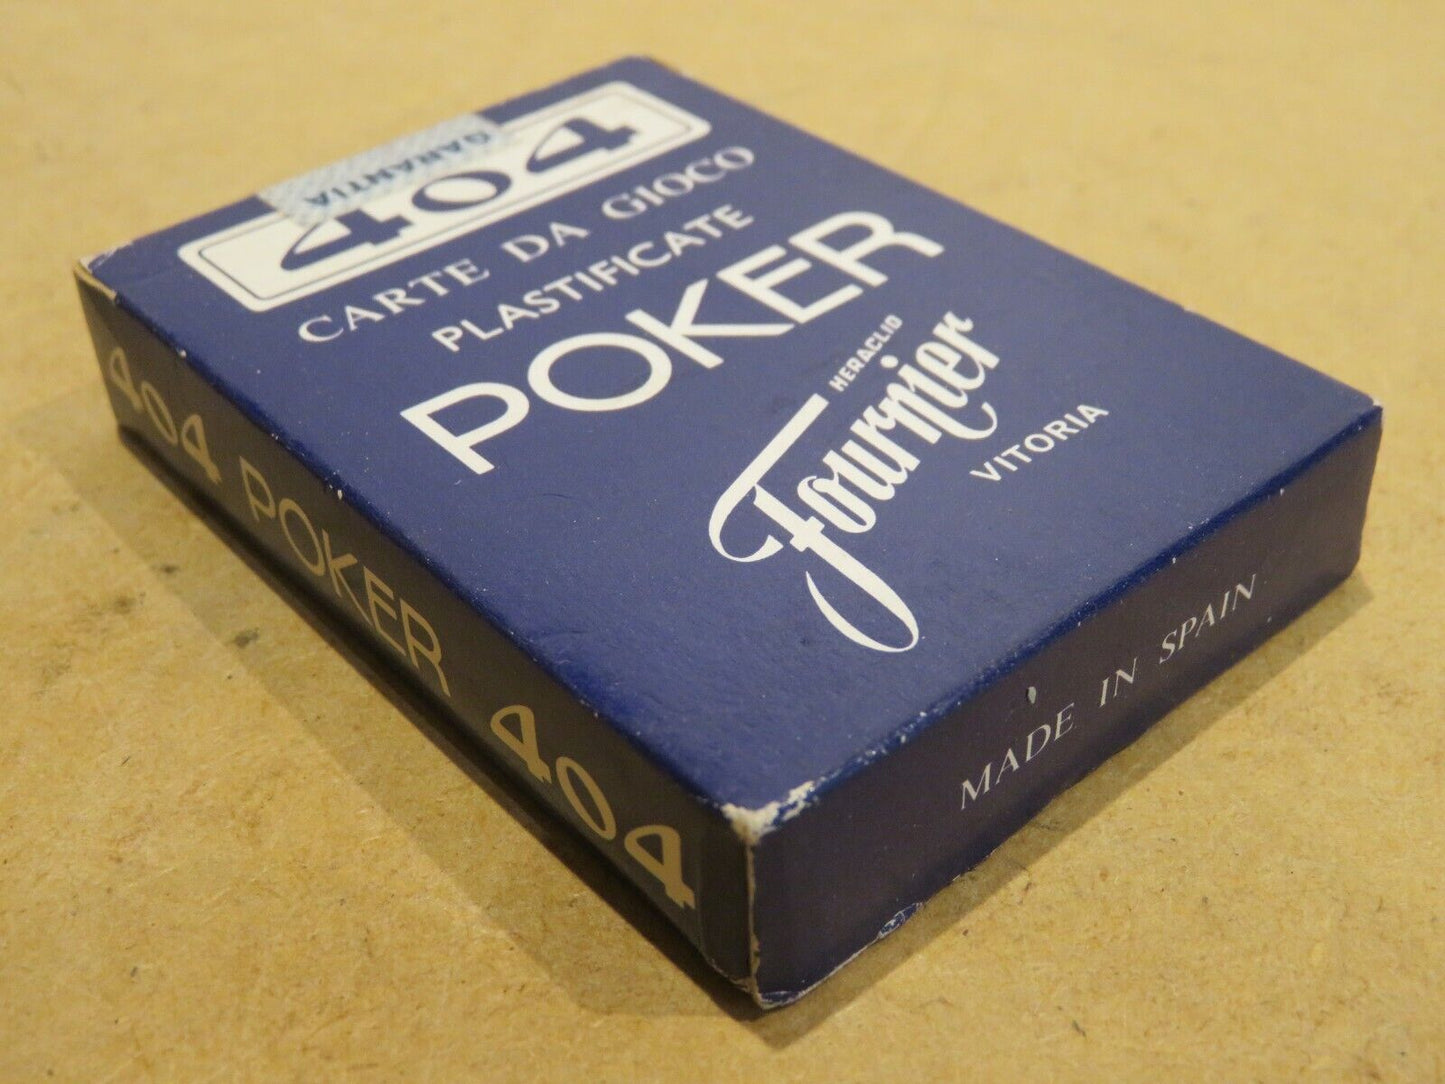 GARANTIA
404
CARTE DA GIOCO
PLASTIFICATE
POKER
HERACLIO
Fournier
VITORIA
404 POKER 404
MADE IN SPAIN